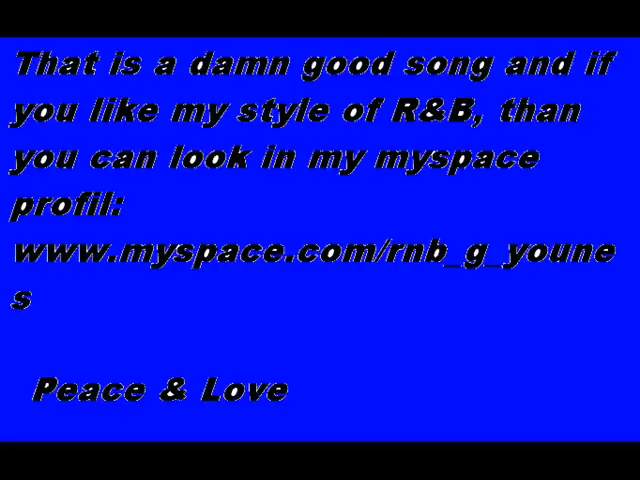 That is a damn good song and if
you like my style of R&B, than
you can look in my myspace
profil:
www.myspace.com/rnb_g_youne
s
Peace & Love